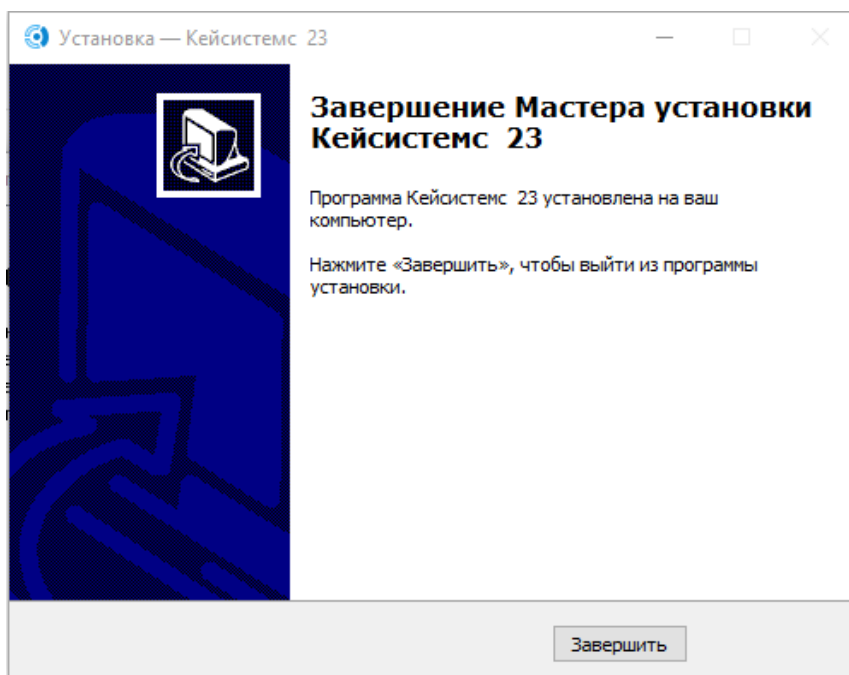 Установка — Кейсистемс 23
Завершение Мастера установки
Кейсистемс 23
Программа Кейсистемс 23 установлена на ваш
компьютер.
Нажмите «Завершить», чтобы выйти из программы
установки.
Завершить